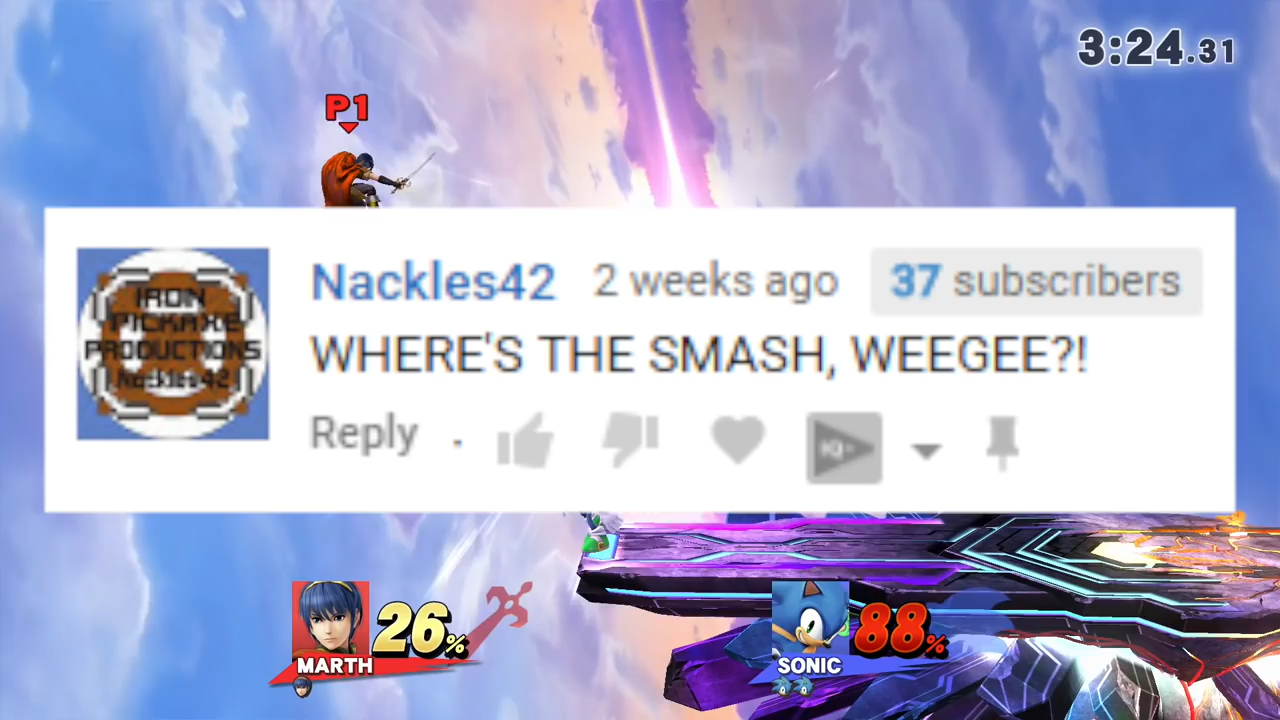 3:24.31
P1
IRON
PICKAXE
PRODUCTIONS
Nackles42
Nackles42 2 weeks ago 37 subscribers
WHERE'S THE SMASH, WEEGEE?!
Reply .
26%
MARTH
88%
SONIC